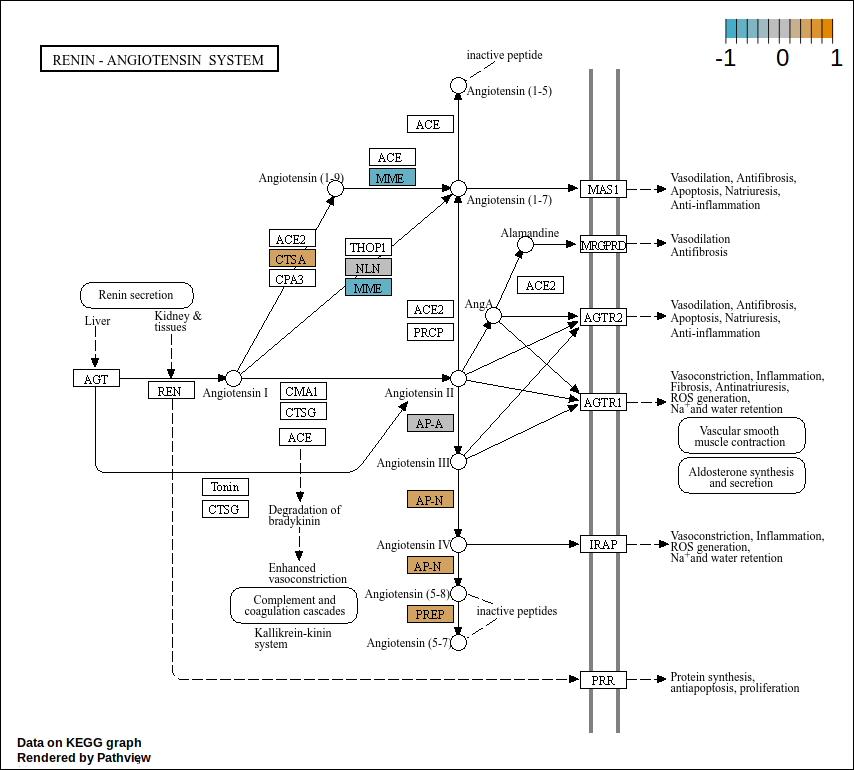 RENIN - ANGIOTENSIN SYSTEM
-1 0 1
inactive peptide
Angiotensin (1-5)
ACE
ACE
MME
Angiotensin (1-9)
Angiotensin (1-7)
MAS1
Vasodilation, Antifibrosis,
Apoptosis, Natriuresis,
Anti-inflammation
ACE2
CTSA
CPA3
THOP1
NLN
MME
Alamandine
MRGPRD
Vasodilation
Antifibrosis
ACE2
AngA
ACE2
PRCP
AGTR2
Vasodilation, Antifibrosis,
Apoptosis, Natriuresis,
Anti-inflammation
Renin secretion
Liver
Kidney &
tissues
AGT
REN
Angiotensin I
CMA1
CTSG
ACE
Angiotensin II
AGTR1
Vasoconstriction, Inflammation,
Fibrosis, Antinatriuresis,
ROS generation,
Na+ and water retention
Vascular smooth
muscle contraction
Aldosterone synthesis
and secretion
AP-A
Angiotensin III
Tonin
CTSG
AP-N
Degradation of
bradykinin
Enhanced
vasoconstriction
Complement and
coagulation cascades
Kallikrein-kinin
system
Angiotensin IV
IRAP
Vasoconstriction, Inflammation,
ROS generation,
Na+ and water retention
AP-N
Angiotensin (5-8)
PREP
inactive peptides
Angiotensin (5-7)
PRR
Protein synthesis,
antiapoptosis, proliferation
Data on KEGG graph
Rendered by Pathview